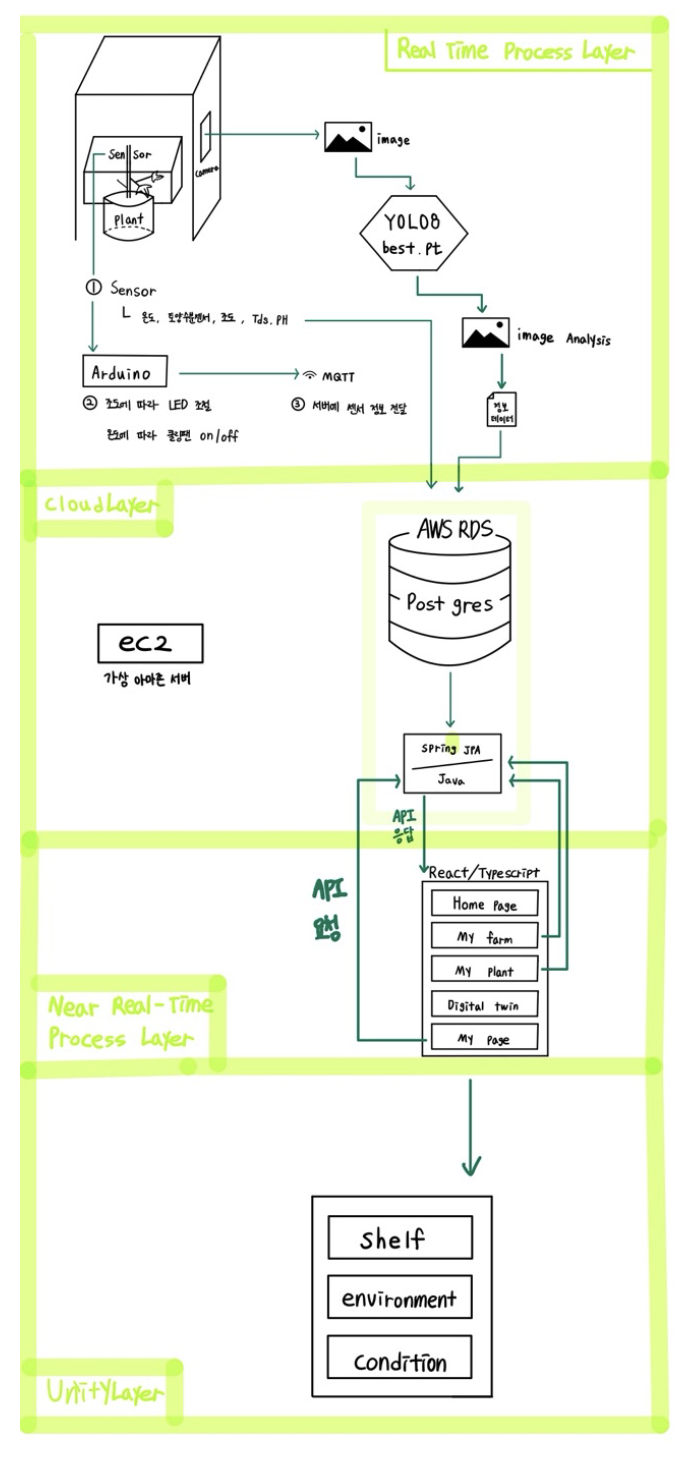 Real Time Process Layer
image
Sensor
camera
plant
YOLO8
best.pt
① Sensor
└ 온도, 토양수분센서, 조도, Tds. PH
image Analysis
Arduino
MQTT
정보
데이터
② 조도에 따라 LED 조절
③ 서버에 센서 정보 전달
온도에 따라 쿨링팬 on/off
CloudLayer
AWS RDS
Post gres
ec2
가상 아마존 서버
Spring JPA
Java
API
응답
React/Typescript
API
요청
Home Page
My farm
My plant
Digital twin
My Page
Near Real-Time
Process Layer
Shelf
environment
Condition
UnityLayer